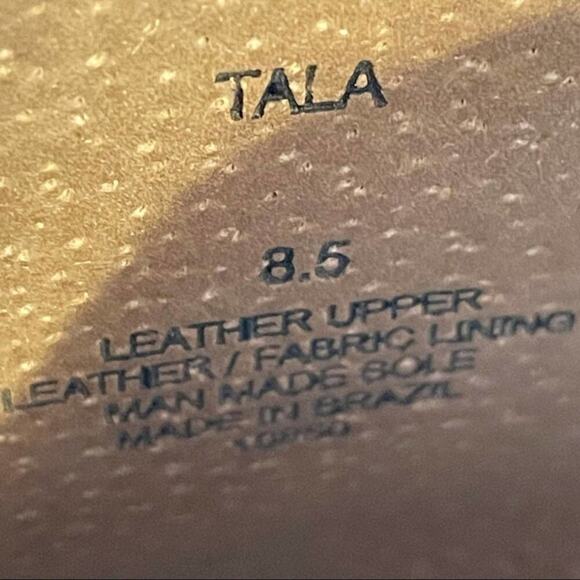 TALA
8.5
LEATHER UPPER
LEATHER / FABRIC LINING
MAN MADE SOLE
MADE IN BRAZIL